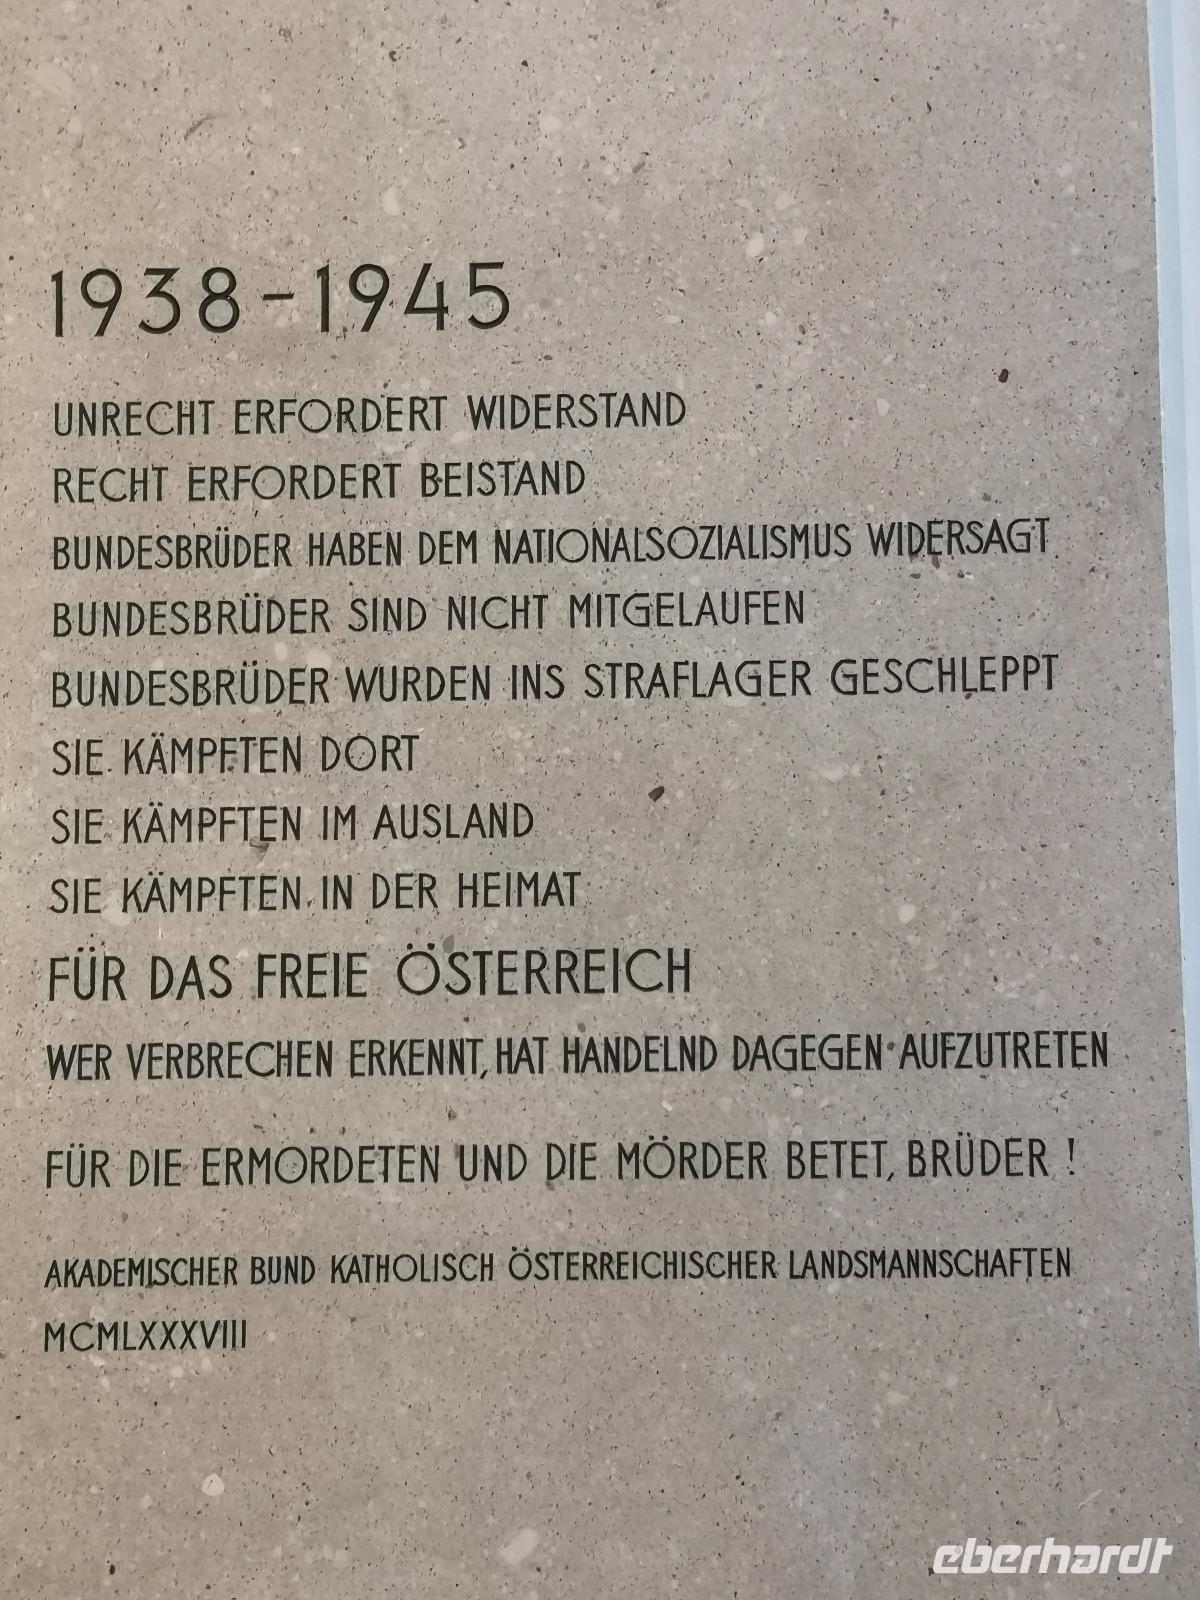 1938-1945
UNRECHT ERFORDERT WIDERSTAND
RECHT ERFORDERT BEISTAND
BUNDESBRÜDER HABEN DEM NATIONALSOZIALISMUS WIDERSAGT
BUNDESBRÜDER SIND NICHT MITGELAUFEN
BUNDESBRÜDER WURDEN INS STRAFLAGER GESCHLEPPT
SIE KÄMPFTEN DORT
SIE KÄMPFTEN IM AUSLAND
SIE KÄMPFTEN IN DER HEIMAT
FÜR DAS FREIE ÖSTERREICH
WER VERBRECHEN ERKENNT, HAT HANDELND DAGEGEN AUFZUTRETEN
FÜR DIE ERMORDETEN UND DIE MÖRDER BETET, BRÜDER !
AKADEMISCHER BUND KATHOLISCH ÖSTERREICHISCHER LANDSMANNSCHAFTEN
MCMLXXXVIII
eberhardt